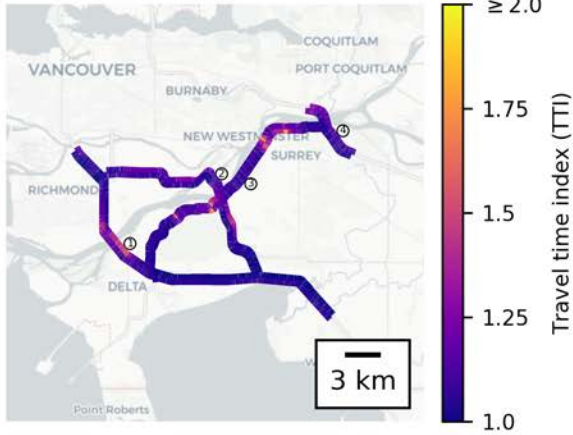 ≥ 2.0
COQUITLAM
VANCOUVER
PORT COQUITLAM
BURNABY
1.75
NEW WESTMINSTER
4
SURREY
2
3
RICHMOND
1.5
Travel time index (TTI)
1
DELTA
1.25
3 km
Point Roberts
1.0